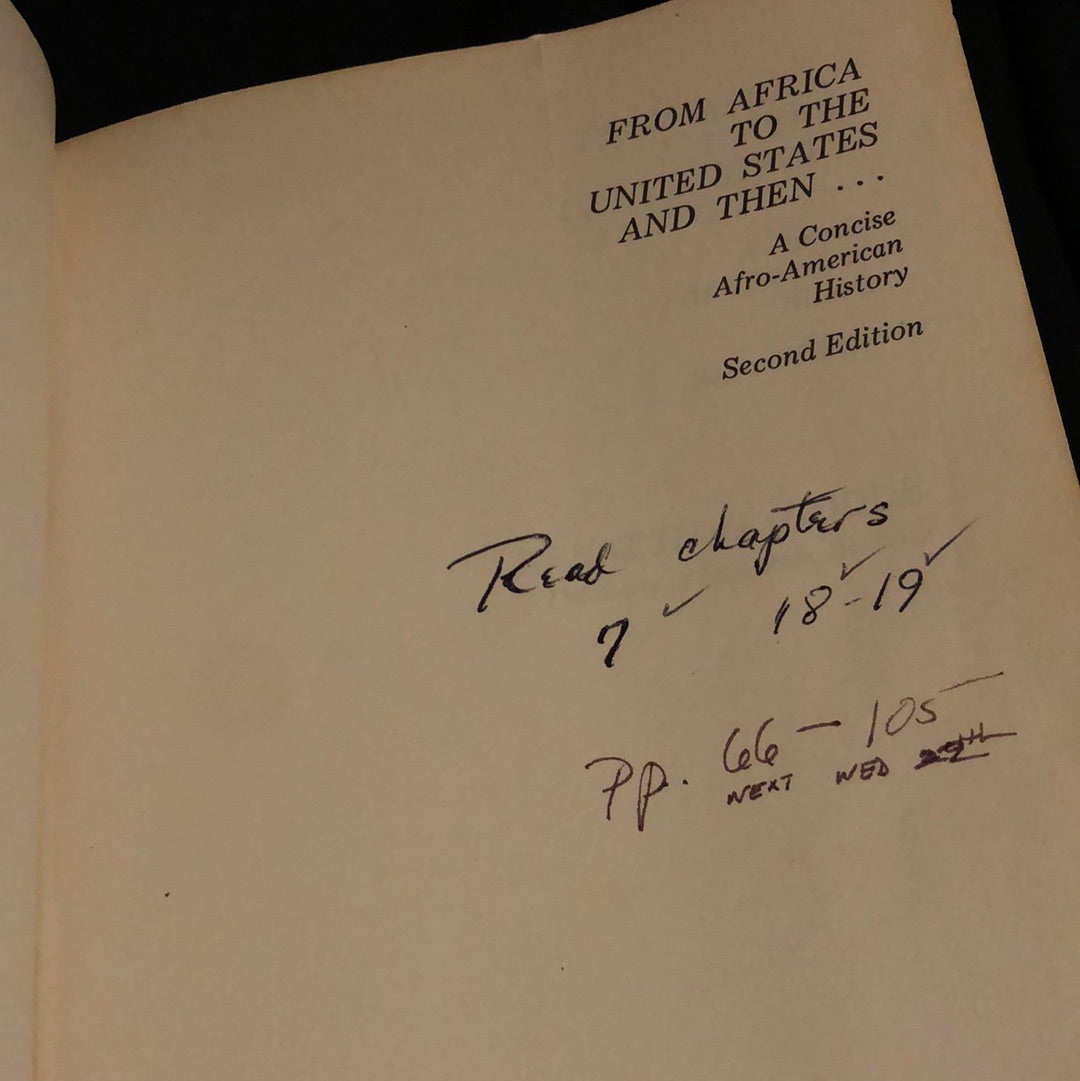 FROM AFRICA
TO THE
UNITED STATES
AND THEN ...
A Concise
Afro-American
History
Second Edition
Read chapters
7 ✓ 18 ✓ - 19 ✓
Pp. 66 — 105
NEXT WED